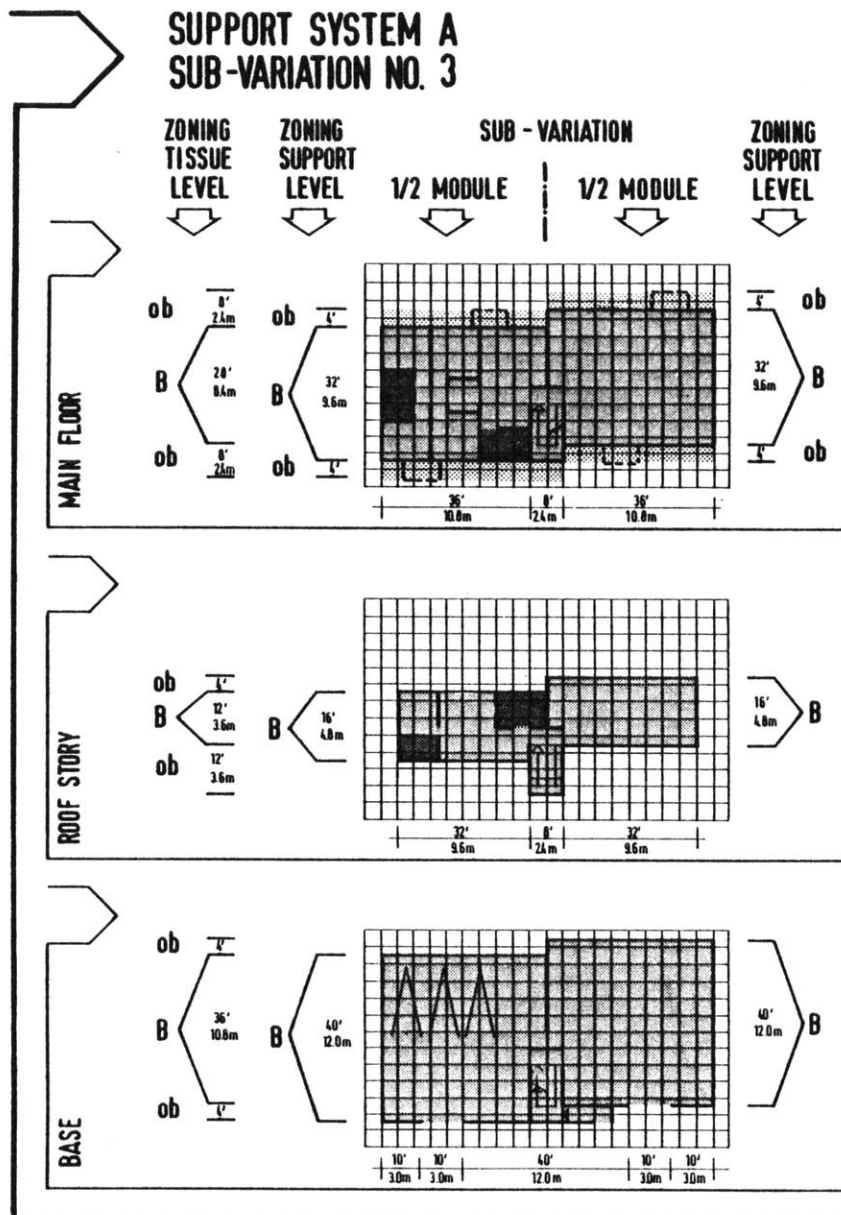 SUPPORT SYSTEM A
SUB-VARIATION NO. 3
ZONING TISSUE LEVEL
ZONING SUPPORT LEVEL
SUB - VARIATION
1/2 MODULE
1/2 MODULE
ZONING SUPPORT LEVEL
MAIN FLOOR
ob
8'
2.4m
B
28'
8.4m
ob
8'
2.4m
ob
4'
B
32'
9.6m
ob
4'
4'
ob
32'
9.6m
B
4'
ob
36'
10.8m
8'
2.4m
36'
10.8m
ROOF STORY
ob
4'
B
12'
3.6m
ob
12'
3.6m
B
16'
4.8m
16'
4.8m
B
32'
9.6m
8'
2.4m
32'
9.6m
BASE
ob
4'
B
36'
10.8m
ob
4'
B
40'
12.0m
40'
12.0m
B
10'
3.0m
10'
3.0m
40'
12.0m
10'
3.0m
10'
3.0m